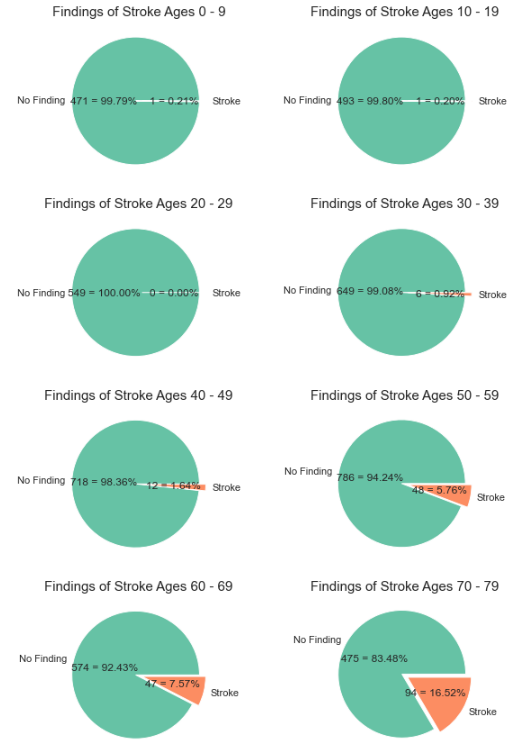 Findings of Stroke Ages 0 - 9
No Finding 471 = 99.79% 1 = 0.21% Stroke
Findings of Stroke Ages 10 - 19
No Finding 493 = 99.80% 1 = 0.20% Stroke
Findings of Stroke Ages 20 - 29
No Finding 549 = 100.00% 0 = 0.00% Stroke
Findings of Stroke Ages 30 - 39
No Finding 649 = 99.08% 6 = 0.92% Stroke
Findings of Stroke Ages 40 - 49
No Finding 718 = 98.36% 12 = 1.64% Stroke
Findings of Stroke Ages 50 - 59
No Finding 786 = 94.24% 48 = 5.76% Stroke
Findings of Stroke Ages 60 - 69
No Finding 574 = 92.43% 47 = 7.57% Stroke
Findings of Stroke Ages 70 - 79
No Finding 475 = 83.48% 94 = 16.52% Stroke